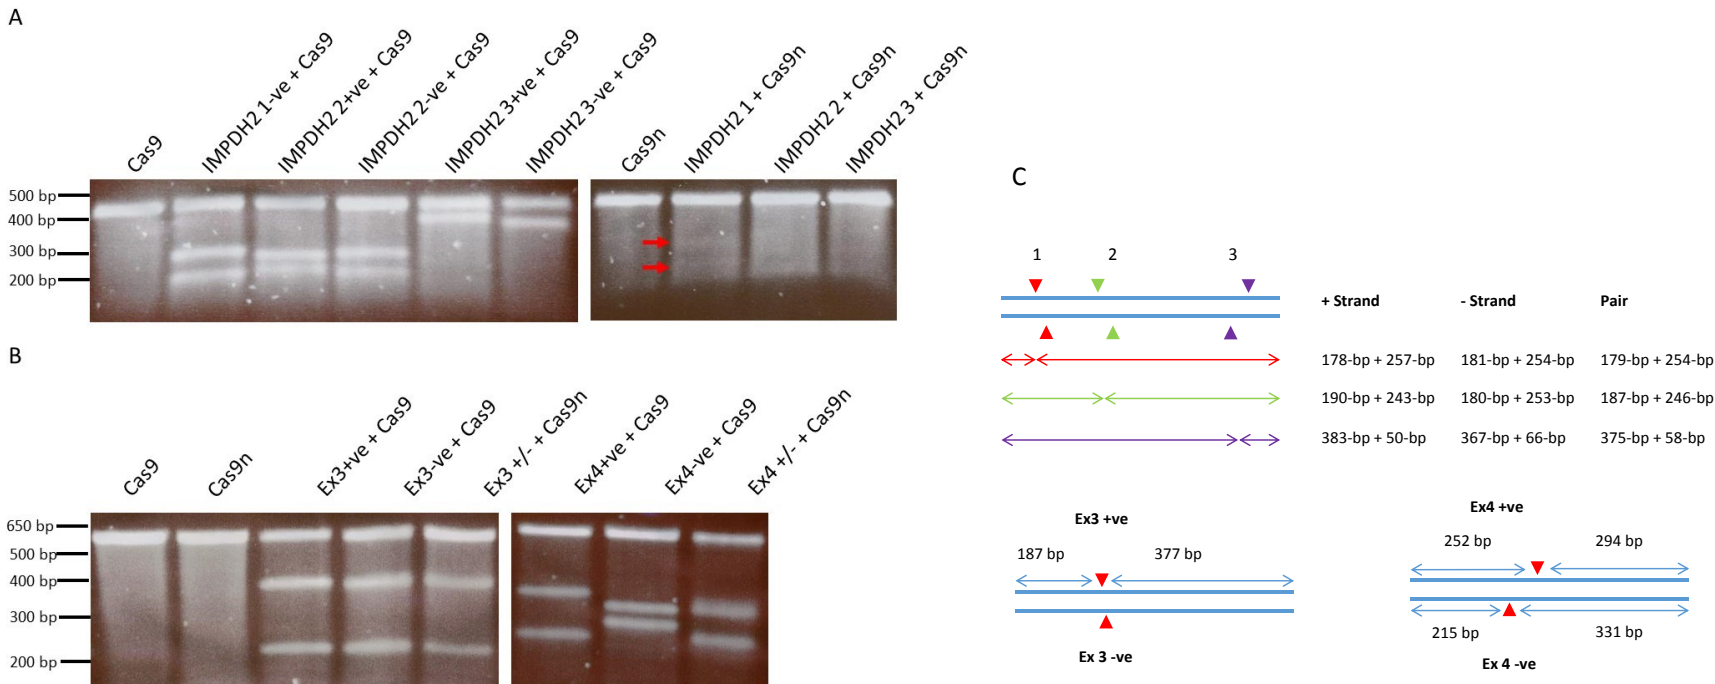 A
Cas9
IMPDH2 1-ve + Cas9
IMPDH2 2+ve + Cas9
IMPDH2 2-ve + Cas9
IMPDH2 3+ve + Cas9
IMPDH2 3-ve + Cas9
Cas9n
IMPDH2 1 + Cas9n
IMPDH2 2 + Cas9n
IMPDH2 3 + Cas9n
500 bp
400 bp
300 bp
200 bp
B
Cas9
Cas9n
Ex3+ve + Cas9
Ex3-ve + Cas9
Ex3 +/- + Cas9n
Ex4+ve + Cas9
Ex4-ve + Cas9
Ex4 +/- + Cas9n
650 bp
500 bp
400 bp
300 bp
200 bp
C
1 2 3
+ Strand - Strand Pair
178-bp + 257-bp 181-bp + 254-bp 179-bp + 254-bp
190-bp + 243-bp 180-bp + 253-bp 187-bp + 246-bp
383-bp + 50-bp 367-bp + 66-bp 375-bp + 58-bp
Ex3 +ve
187 bp 377 bp
Ex 3 -ve
Ex4 +ve
252 bp 294 bp
215 bp 331 bp
Ex 4 -ve